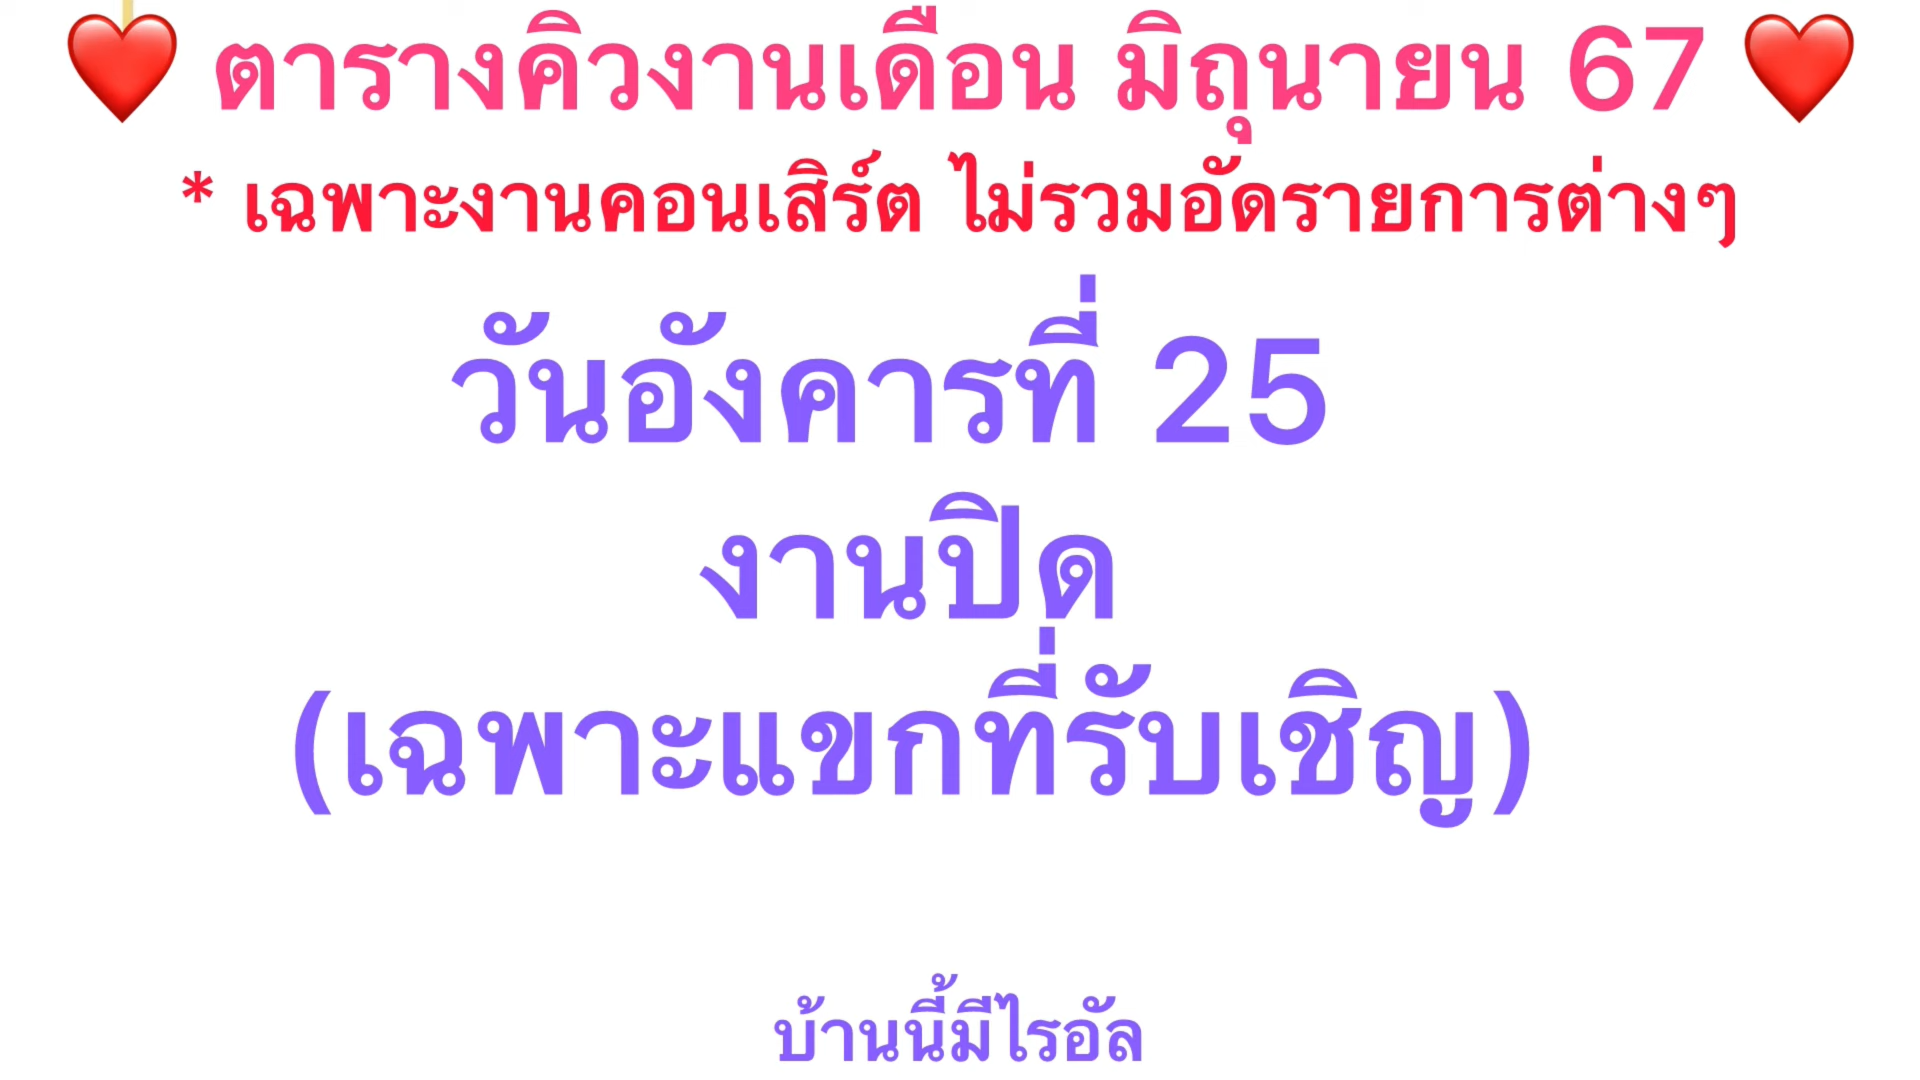 ❤️ ตารางคิวงานเดือน มิถุนายน 67 ❤️
* เฉพาะงานคอนเสิร์ต ไม่รวมอัดรายการต่างๆ
วันอังคารที่ 25
งานปิด
(เฉพาะแขกที่รับเชิญ)
บ้านนี้มีไรอัล